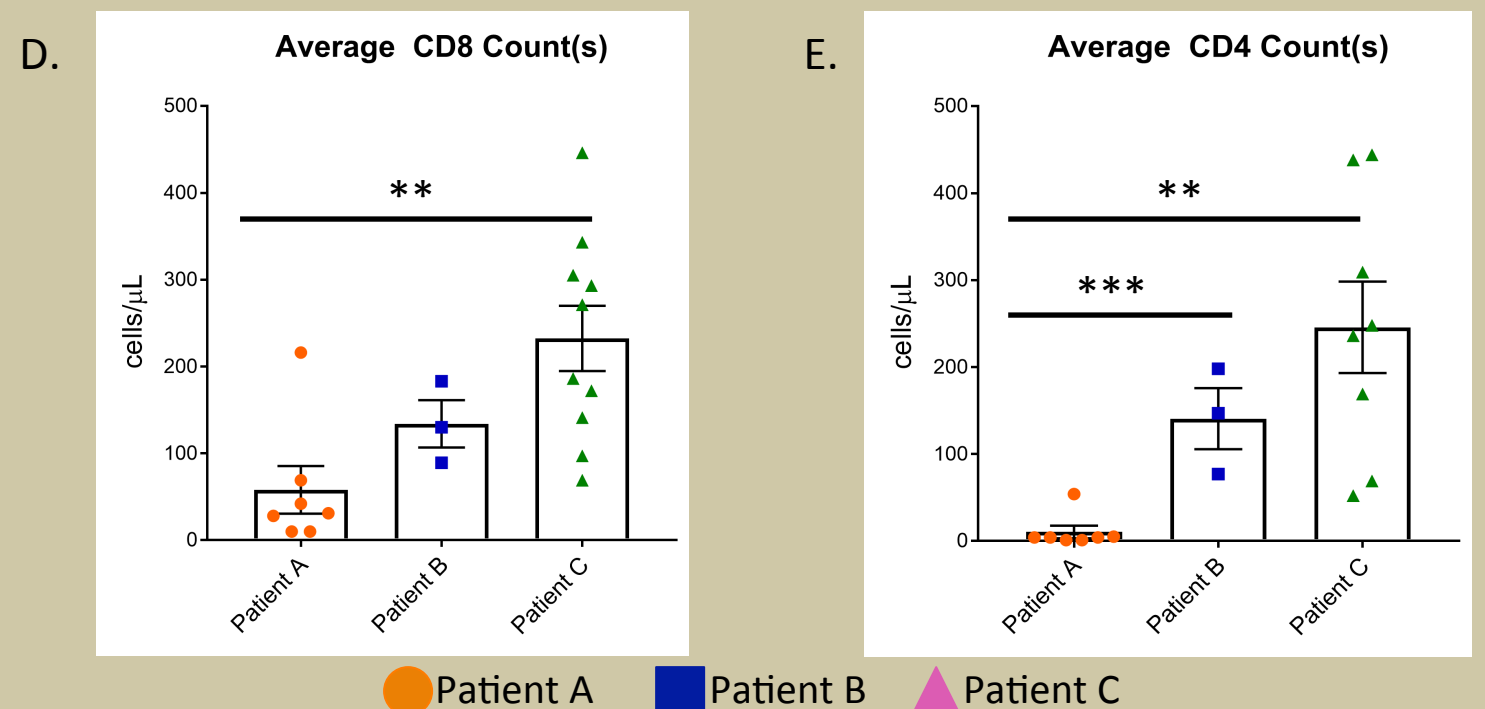 D.
Average CD8 Count(s)
cells/μL
500
400
300
200
100
0
**
Patient A
Patient B
Patient C
E.
Average CD4 Count(s)
cells/μL
500
400
300
200
100
0
**
***
Patient A
Patient B
Patient C
Patient A Patient B Patient C